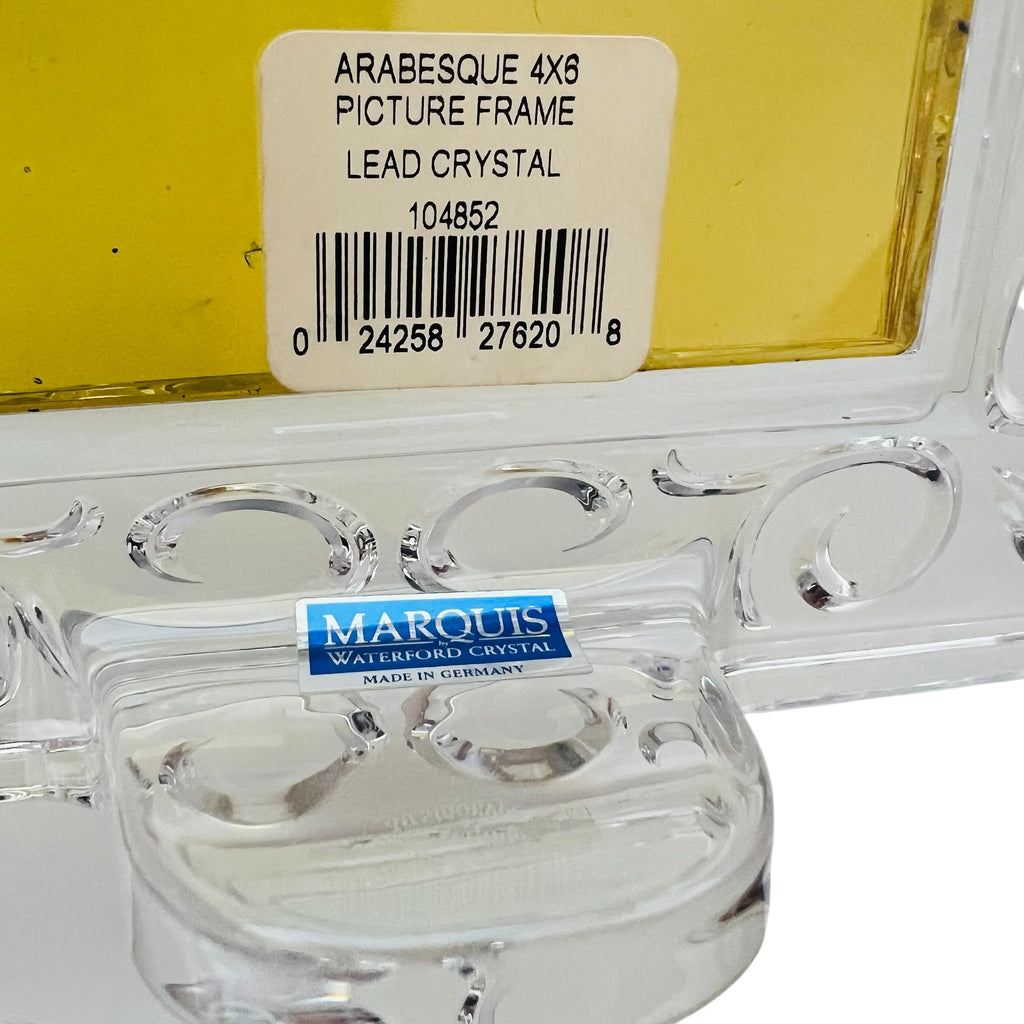 ARABESQUE 4X6
PICTURE FRAME
LEAD CRYSTAL
104852
0 24258 27620 8
MARQUIS
by
WATERFORD CRYSTAL
MADE IN GERMANY